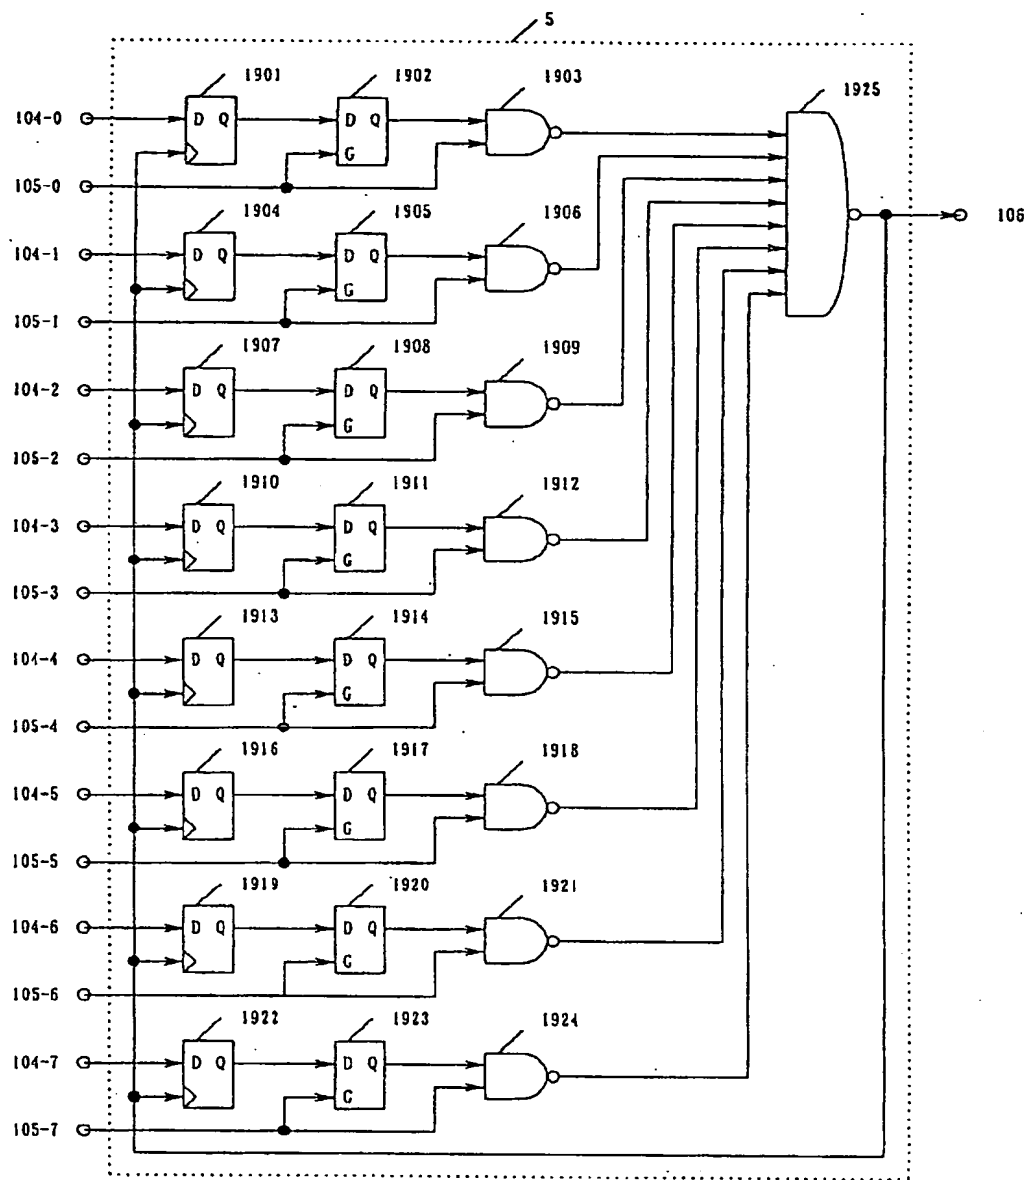 5
1901 1902 1903 1925
104-0 D Q D Q
G
105-0
1904 1905 1906 106
104-1 D Q D Q
G
105-1
1907 1908 1909
104-2 D Q D Q
G
105-2
1910 1911 1912
104-3 D Q D Q
G
105-3
1913 1914 1915
104-4 D Q D Q
G
105-4
1916 1917 1918
104-5 D Q D Q
G
105-5
1919 1920 1921
104-6 D Q D Q
G
105-6
1922 1923 1924
104-7 D Q D Q
G
105-7